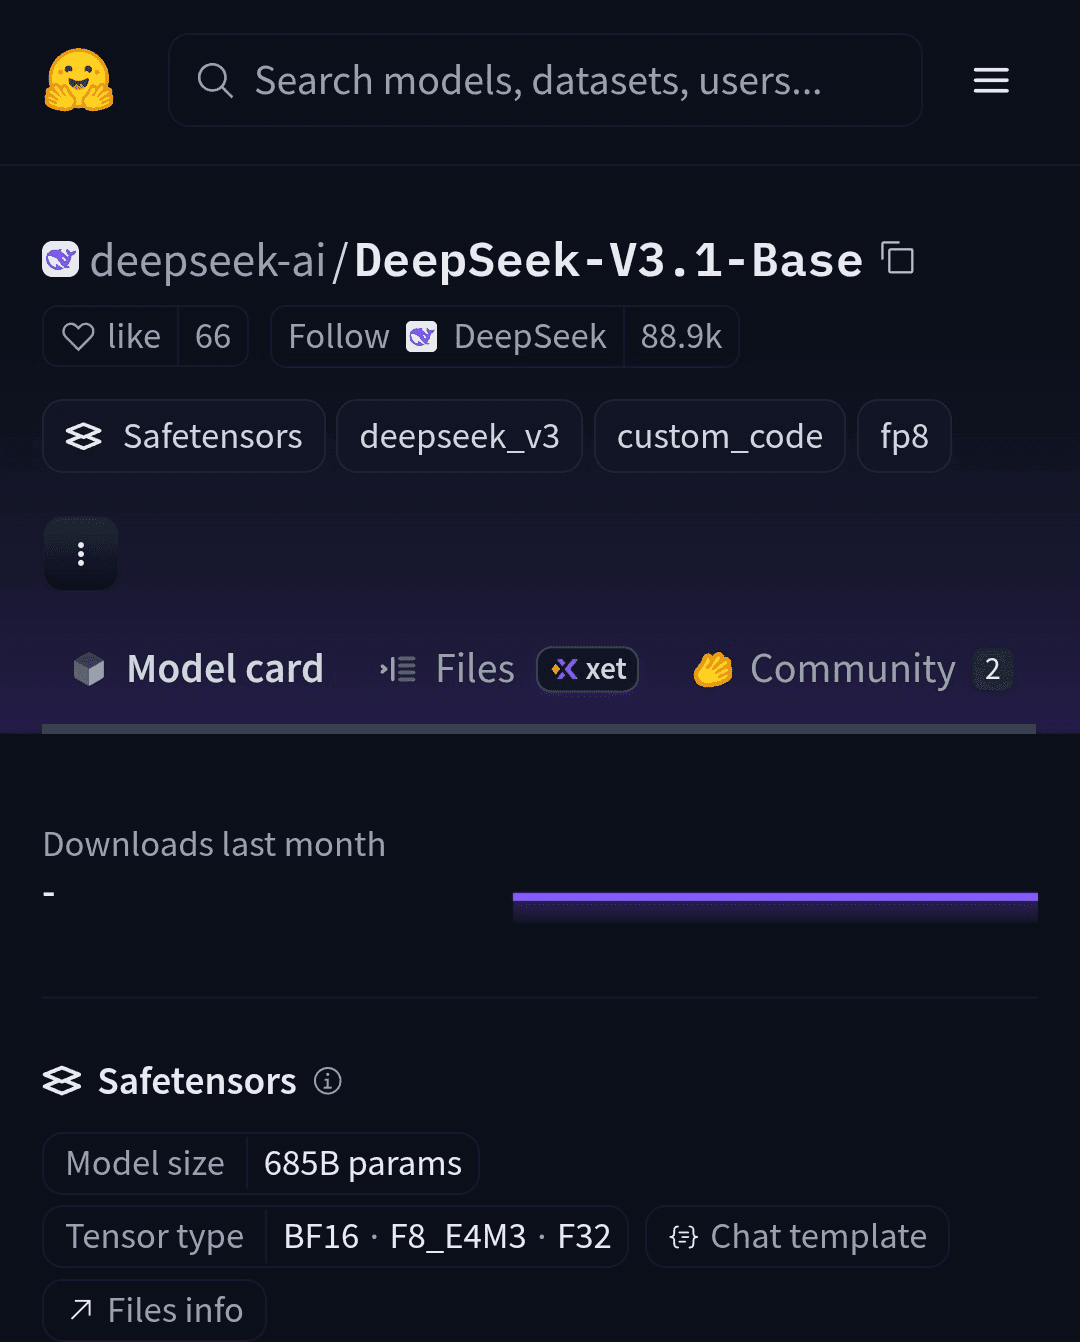 Search models, datasets, users...
deepseek-ai/DeepSeek-V3.1-Base
like 66 Follow DeepSeek 88.9k
Safetensors deepseek_v3 custom_code fp8
Model card Files xet Community 2
Downloads last month
-
Safetensors
Model size 685B params
Tensor type BF16 · F8_E4M3 · F32 Chat template
Files info